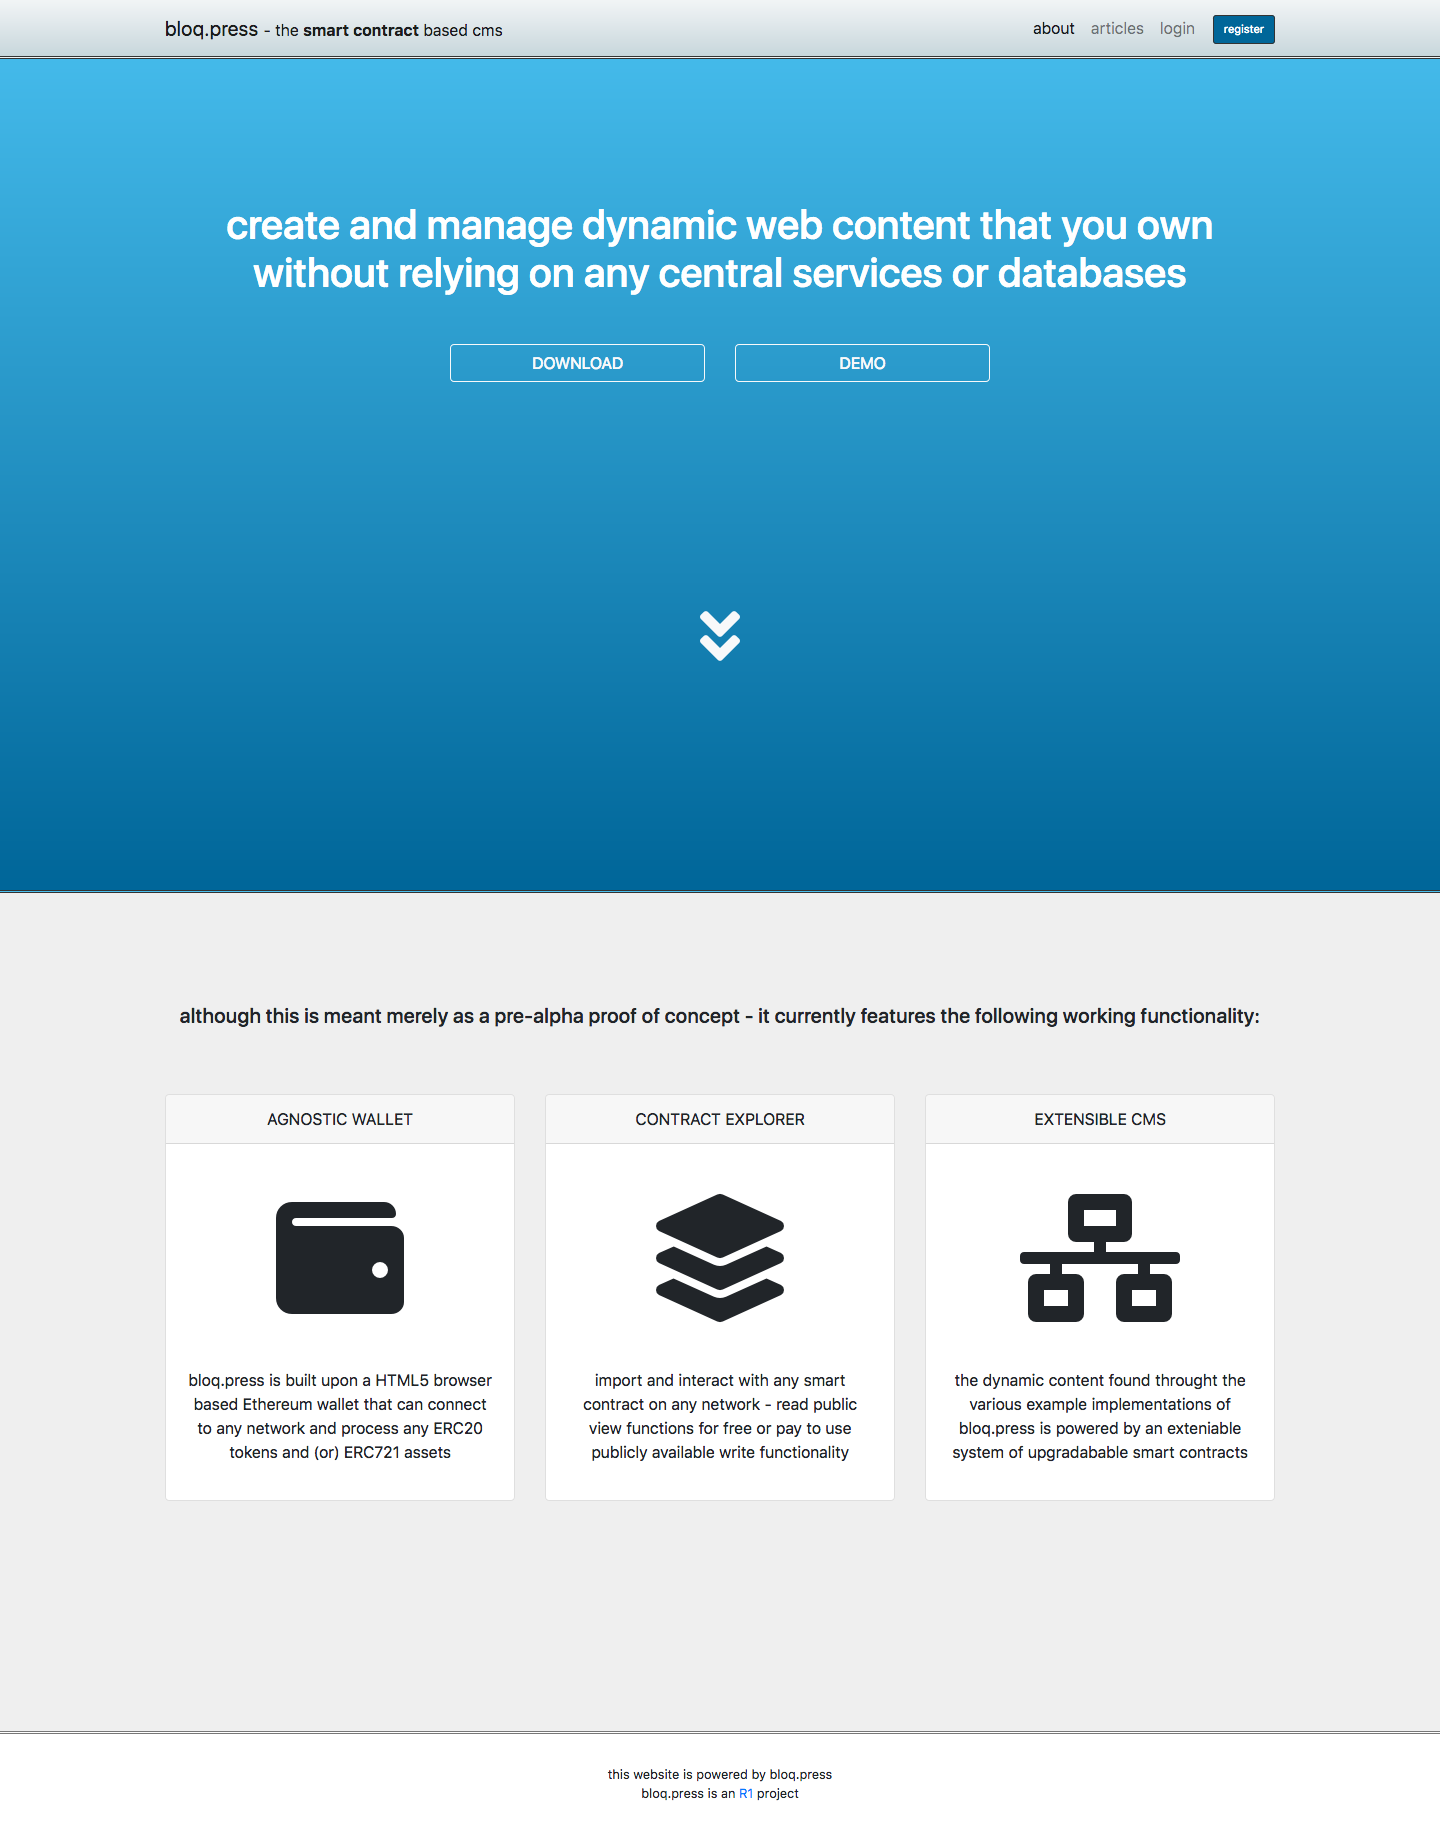 bloq.press - the smart contract based cms
about articles login register
create and manage dynamic web content that you own
without relying on any central services or databases
DOWNLOAD DEMO
although this is meant merely as a pre-alpha proof of concept - it currently features the following working functionality:
AGNOSTIC WALLET
bloq.press is built upon a HTML5 browser
based Ethereum wallet that can connect
to any network and process any ERC20
tokens and (or) ERC721 assets
CONTRACT EXPLORER
import and interact with any smart
contract on any network - read public
view functions for free or pay to use
publicly available write functionality
EXTENSIBLE CMS
the dynamic content found throught the
various example implementations of
bloq.press is powered by an exteniable
system of upgradabable smart contracts
this website is powered by bloq.press
bloq.press is an R1 project